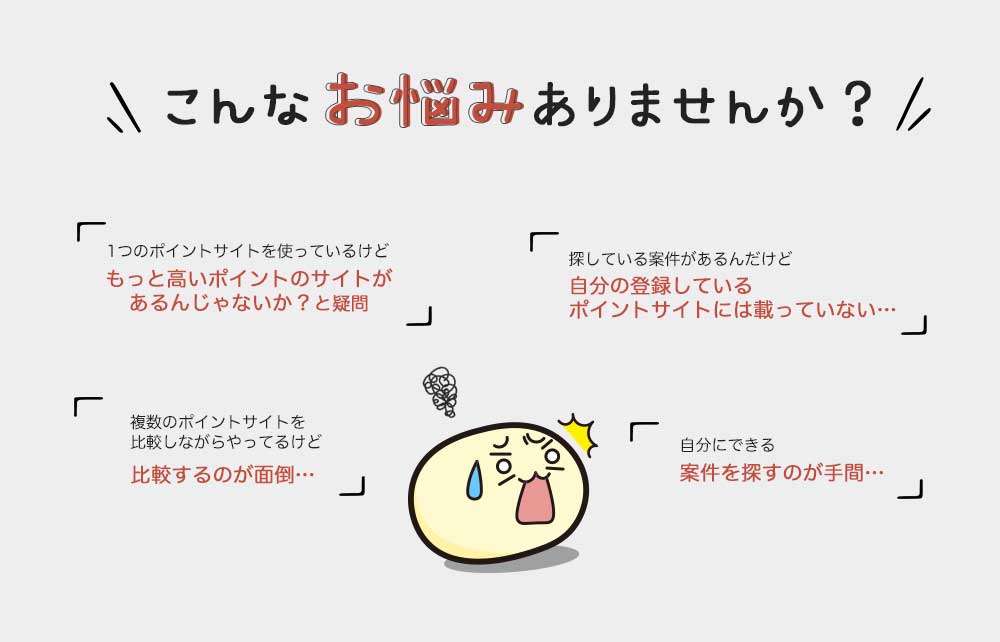 こんなお悩みありませんか？
1つのポイントサイトを使っているけど
もっと高いポイントのサイトが
あるんじゃないか？と疑問
探している案件があるんだけど
自分の登録している
ポイントサイトには載っていない…
複数のポイントサイトを
比較しながらやってるけど
比較するのが面倒…
自分にできる
案件を探すのが手間…